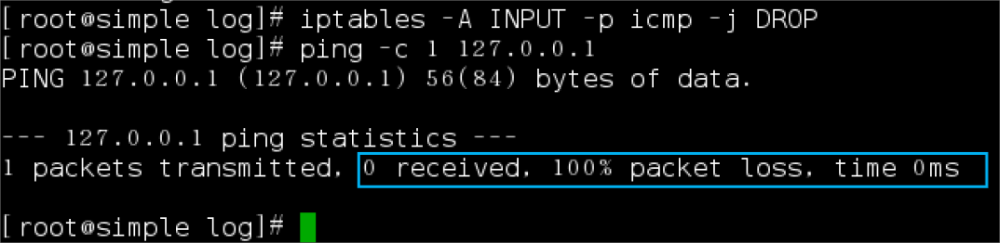 [root@simple log]# iptables -A INPUT -p icmp -j DROP
[root@simple log]# ping -c 1 127.0.0.1
PING 127.0.0.1 (127.0.0.1) 56(84) bytes of data.
--- 127.0.0.1 ping statistics ---
1 packets transmitted, 0 received, 100% packet loss, time 0ms
[root@simple log]#